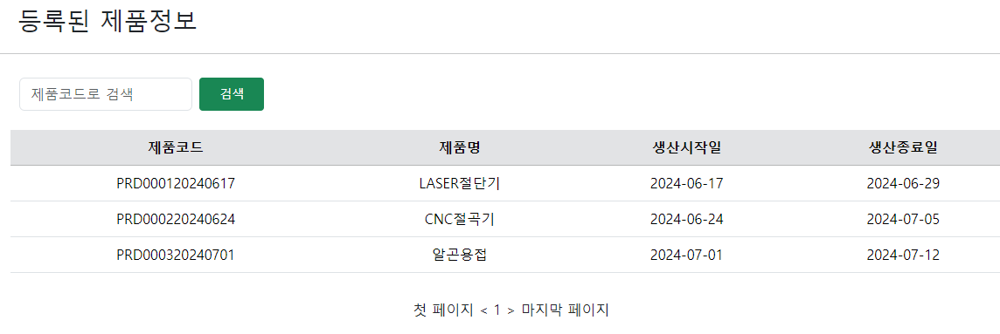 등록된 제품정보
제품코드로 검색 검색
제품코드 제품명 생산시작일 생산종료일
PRD000120240617 LASER절단기 2024-06-17 2024-06-29
PRD000220240624 CNC절곡기 2024-06-24 2024-07-05
PRD000320240701 알곤용접 2024-07-01 2024-07-12
첫 페이지 < 1 > 마지막 페이지